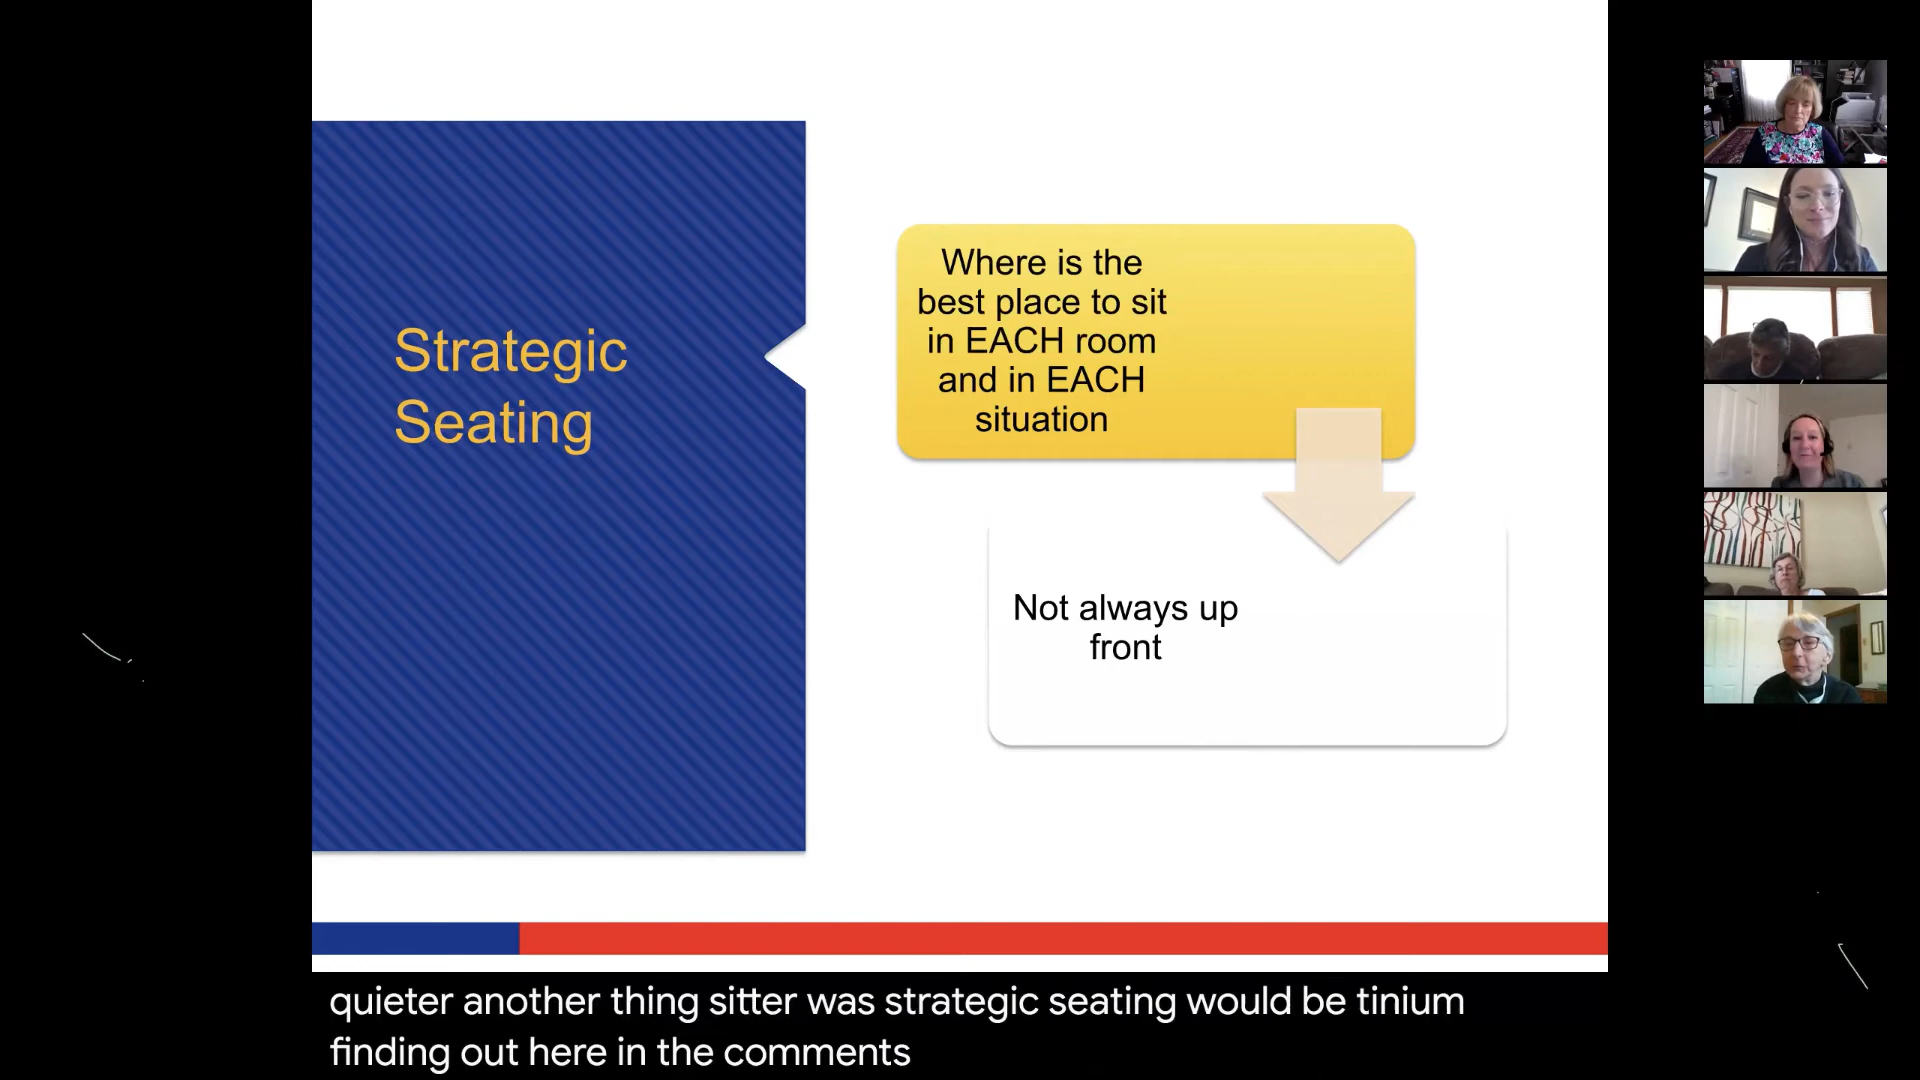 Strategic
Seating
Where is the
best place to sit
in EACH room
and in EACH
situation
Not always up
front
quieter another thing sitter was strategic seating would be tinium
finding out here in the comments